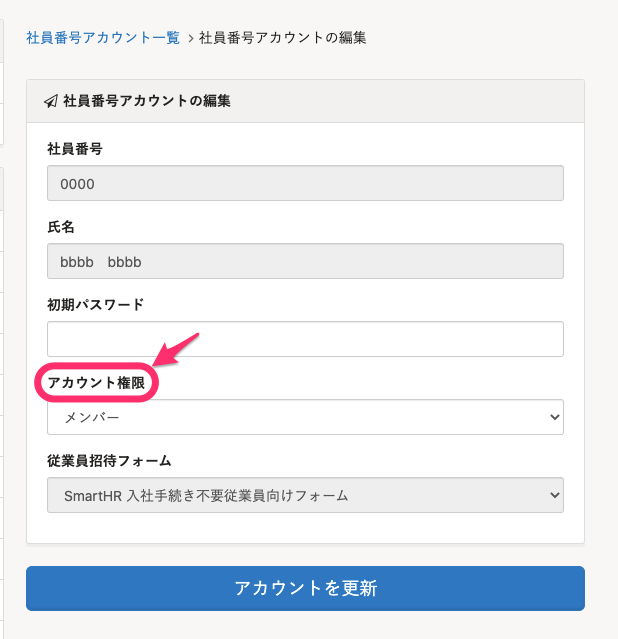 社員番号アカウント一覧 › 社員番号アカウントの編集
社員番号アカウントの編集
社員番号
0000
氏名
bbbb　bbbb
初期パスワード
アカウント権限
メンバー
従業員招待フォーム
SmartHR 入社手続き不要従業員向けフォーム
アカウントを更新